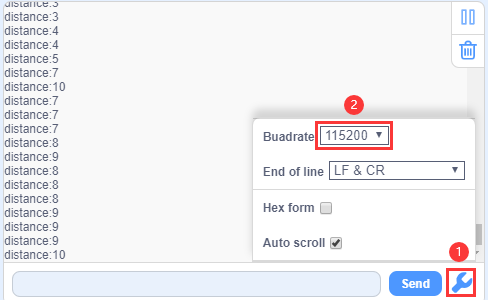 distance:3
distance:3
distance:4
distance:4
distance:5
distance:7
distance:10
distance:7
distance:7
distance:7
distance:8
distance:9
distance:8
distance:8
distance:8
distance:9
distance:9
distance:9
distance:10
2
Buadrate 115200
End of line LF & CR
Hex form
Auto scroll
1
Send